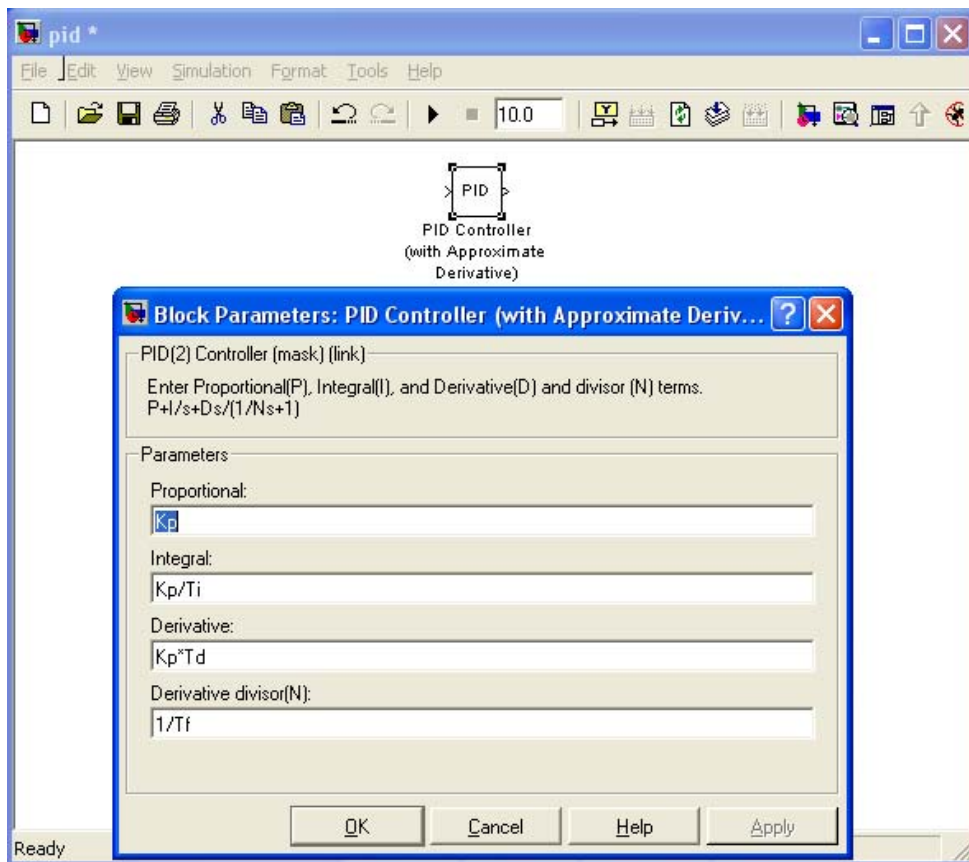 pid *
File Edit View Simulation Format Tools Help
10.0
PID
PID Controller
(with Approximate
Derivative)
Block Parameters: PID Controller (with Approximate Deriv...
PID(2) Controller (mask) (link)
Enter Proportional(P), Integral(I), and Derivative(D) and divisor (N) terms.
P+I/s+Ds/(1/Ns+1)
Parameters
Proportional:
Kp
Integral:
Kp/Ti
Derivative:
Kp*Td
Derivative divisor(N):
1/Tf
OK Cancel Help Apply
Ready